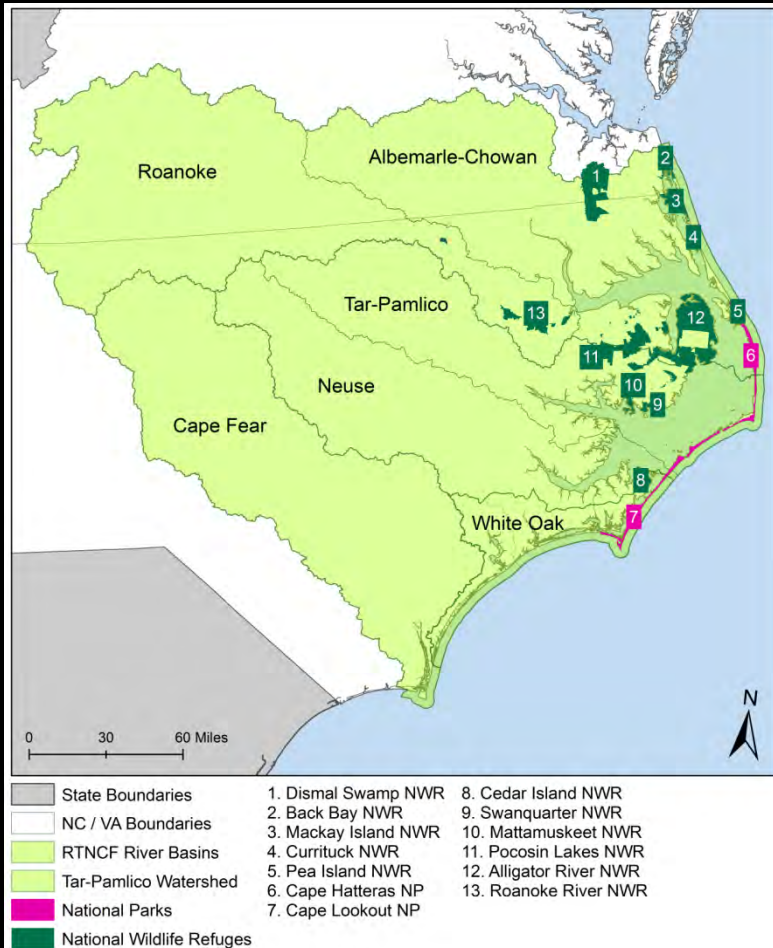 Roanoke
Albemarle-Chowan
1
2
3
4
Tar-Pamlico
13
12
5
11
6
Neuse
10
9
Cape Fear
8
White Oak
7
N
0 30 60 Miles
State Boundaries
NC / VA Boundaries
RTNCF River Basins
Tar-Pamlico Watershed
National Parks
National Wildlife Refuges
1. Dismal Swamp NWR
2. Back Bay NWR
3. Mackay Island NWR
4. Currituck NWR
5. Pea Island NWR
6. Cape Hatteras NP
7. Cape Lookout NP
8. Cedar Island NWR
9. Swanquarter NWR
10. Mattamuskeet NWR
11. Pocosin Lakes NWR
12. Alligator River NWR
13. Roanoke River NWR